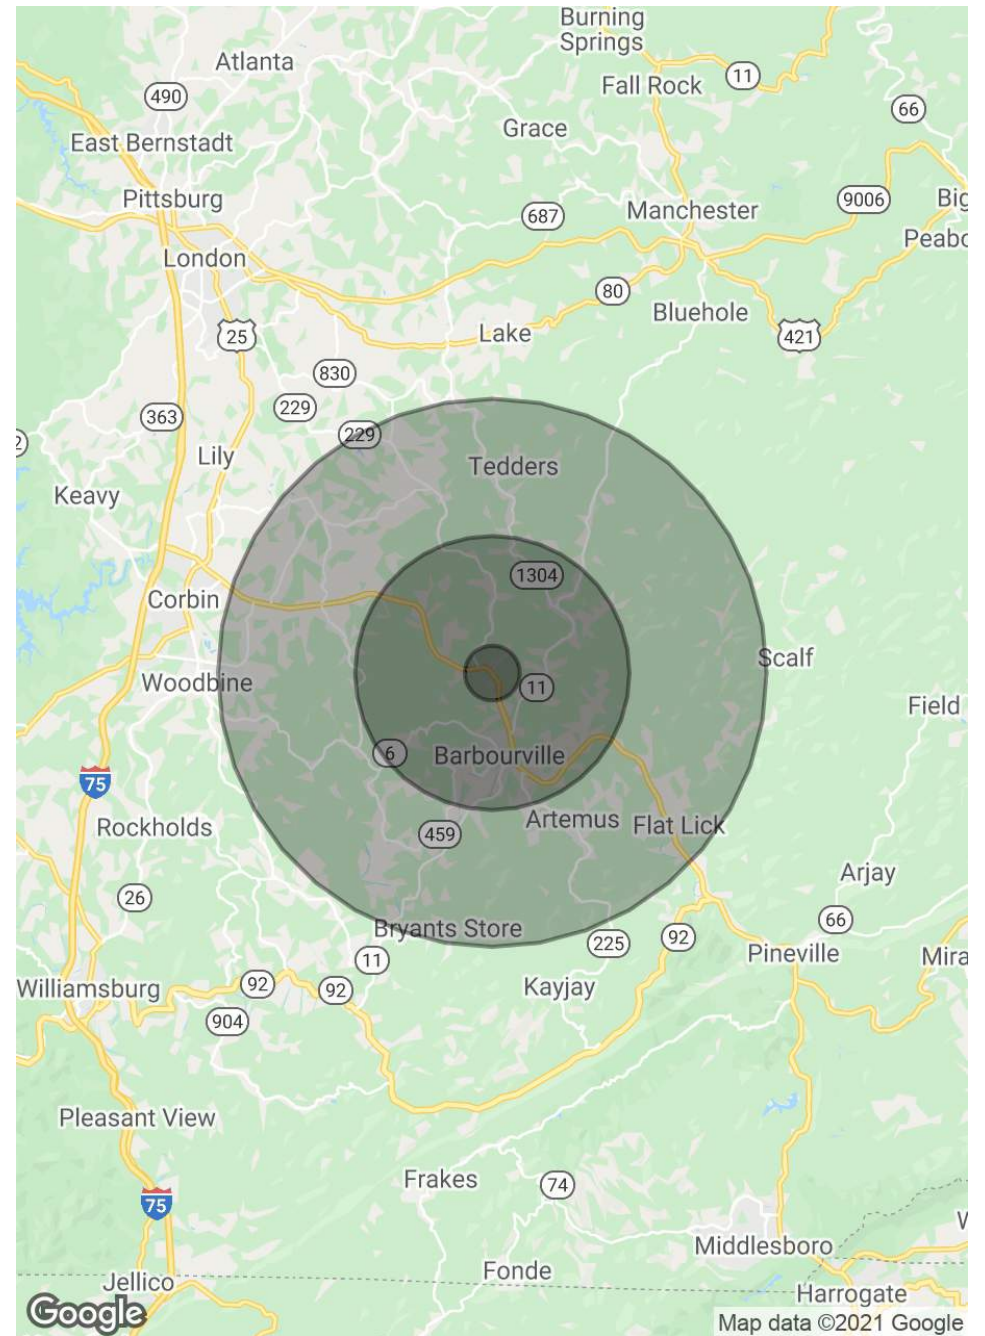 Burning
Springs
Atlanta
11
Fall Rock
490
66
Grace
East Bernstadt
Pittsburg
9006
Big
687
Manchester
Peabo
London
80
Bluehole
25
Lake
421
830
229
363
229
2
Lily
Tedders
Keavy
1304
Corbin
Scalf
Woodbine
11
Field
6
Barbourville
75
Artemus
Flat Lick
Rockholds
459
Arjay
26
66
Bryants Store
92
225
Pineville
11
Mira
92
Kayjay
Williamsburg
92
904
Pleasant View
Frakes
74
75
V
Middlesboro
Fonde
Jellico
Harrogate
Google
Map data ©2021 Google